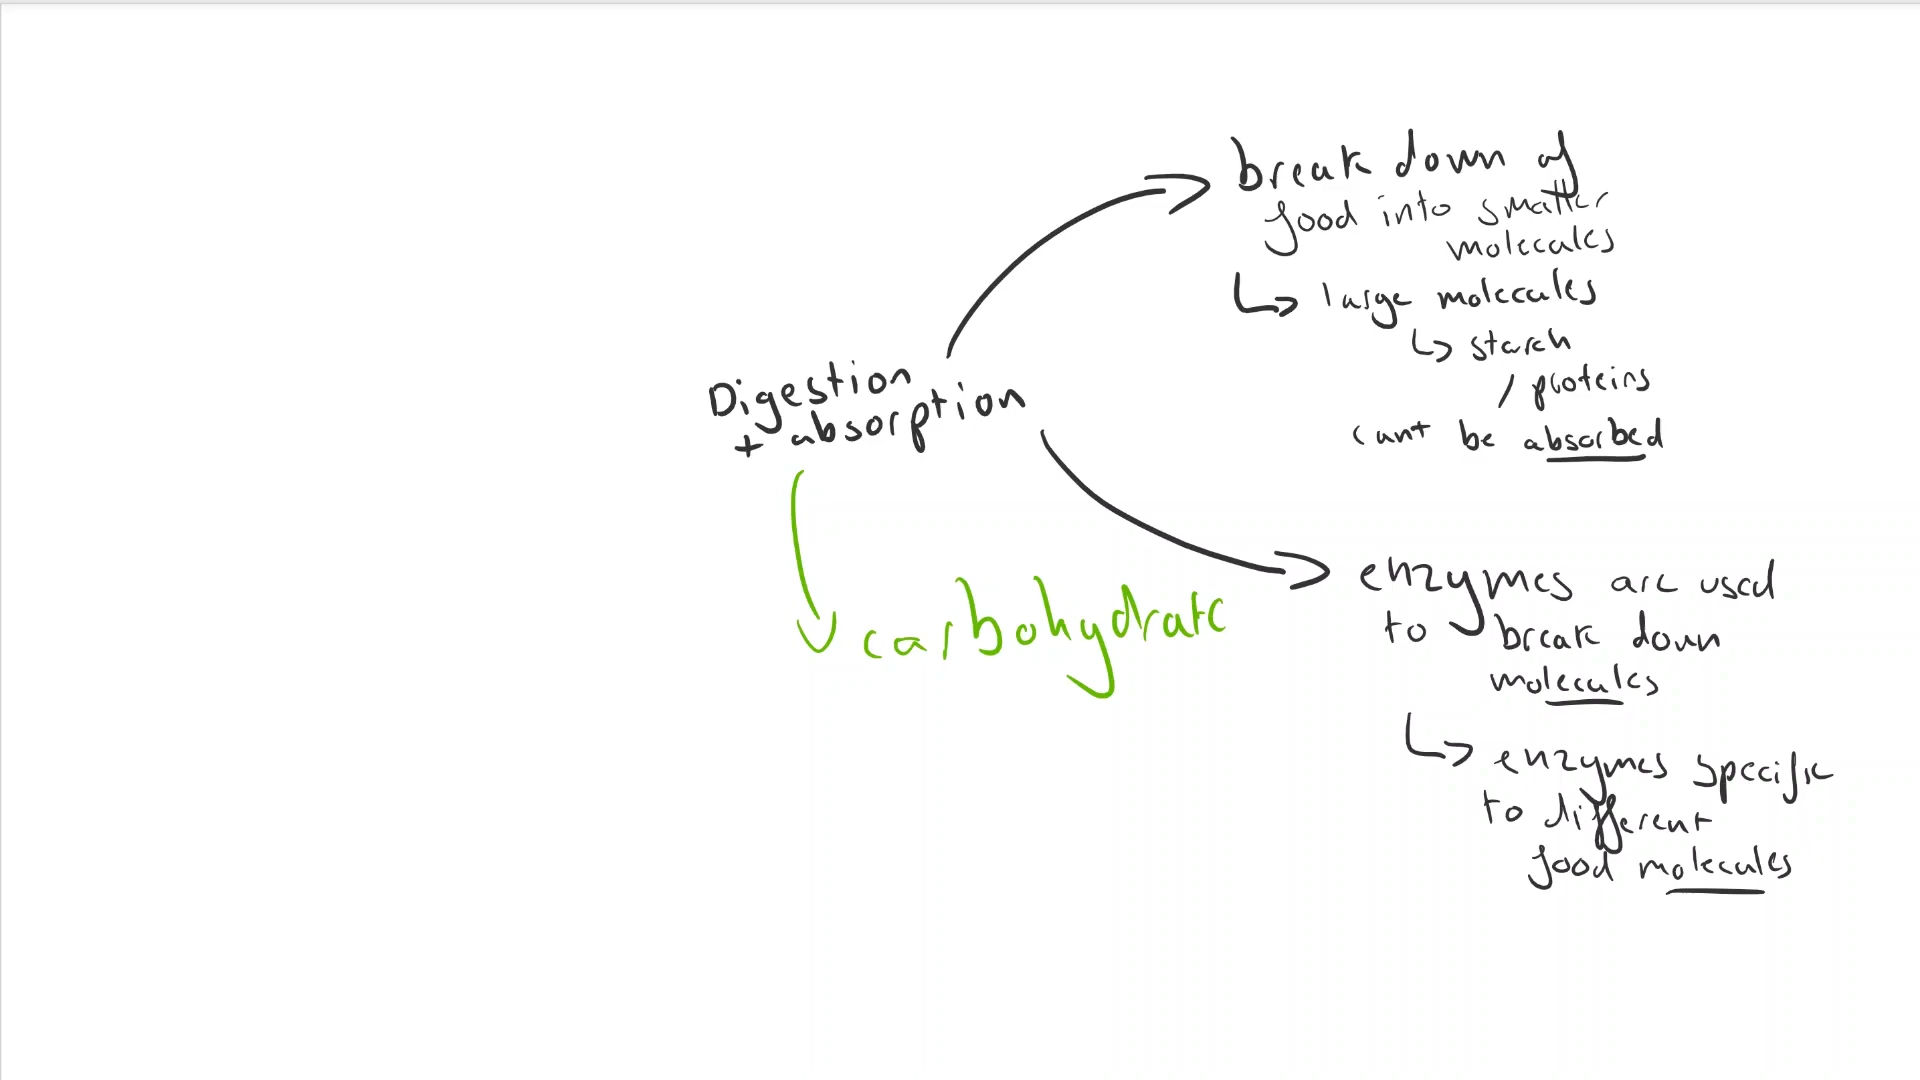 Digestion
+ absorption
break down of
food into smaller
molecules
↳ large molecules
↳ starch
/ proteins
cant be absorbed
enzymes are used
to break down
molecules
↳ enzymes specific
to different
food molecules
carbohydrate